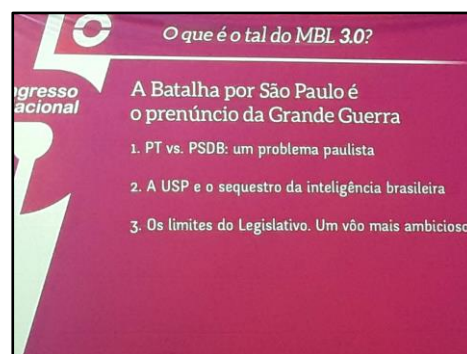 O que é o tal do MBL 3.0?
ngresso
acional
A Batalha por São Paulo é
o prenúncio da Grande Guerra
1. PT vs. PSDB: um problema paulista
2. A USP e o sequestro da inteligência brasileira
3. Os limites do Legislativo. Um vôo mais ambicioso